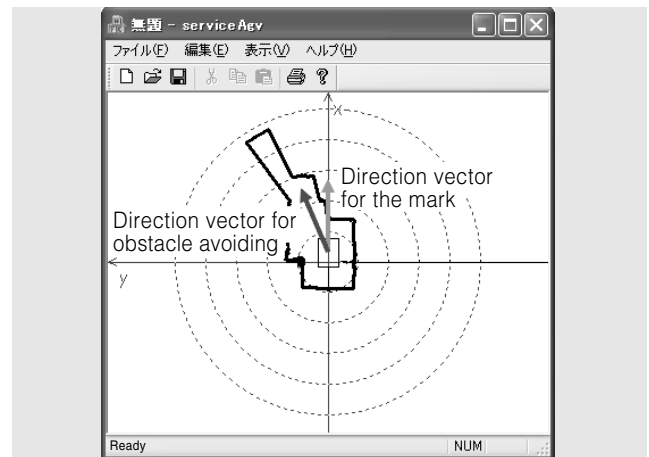 無題 - serviceAgv
ファイル(F) 編集(E) 表示(V) ヘルプ(H)
x
Direction vector
for the mark
Direction vector for
obstacle avoiding
y
Ready NUM